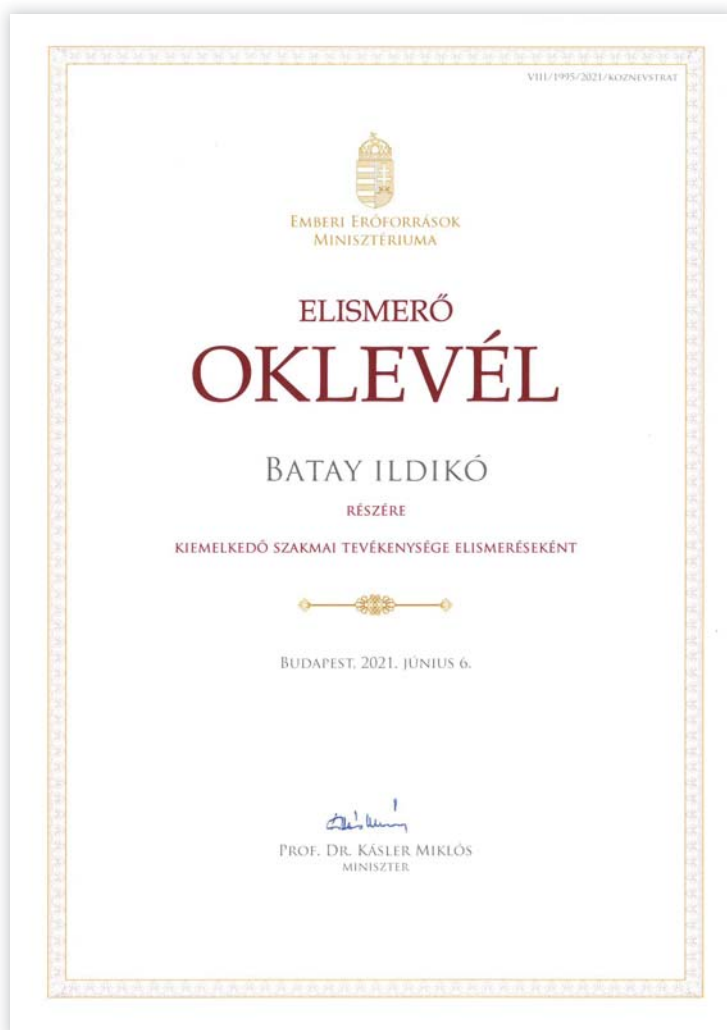 VIII/1995/2021/KOZNEVSTRAT
EMBERI ERŐFORRÁSOK
MINISZTÉRIUMA
ELISMERŐ
OKLEVÉL
BATAY ILDIKÓ
RÉSZÉRE
KIEMELKEDŐ SZAKMAI TEVÉKENYSÉGE ELISMERÉSEKÉNT
BUDAPEST, 2021. JÚNIUS 6.
PROF. DR. KÁSLER MIKLÓS
MINISZTER